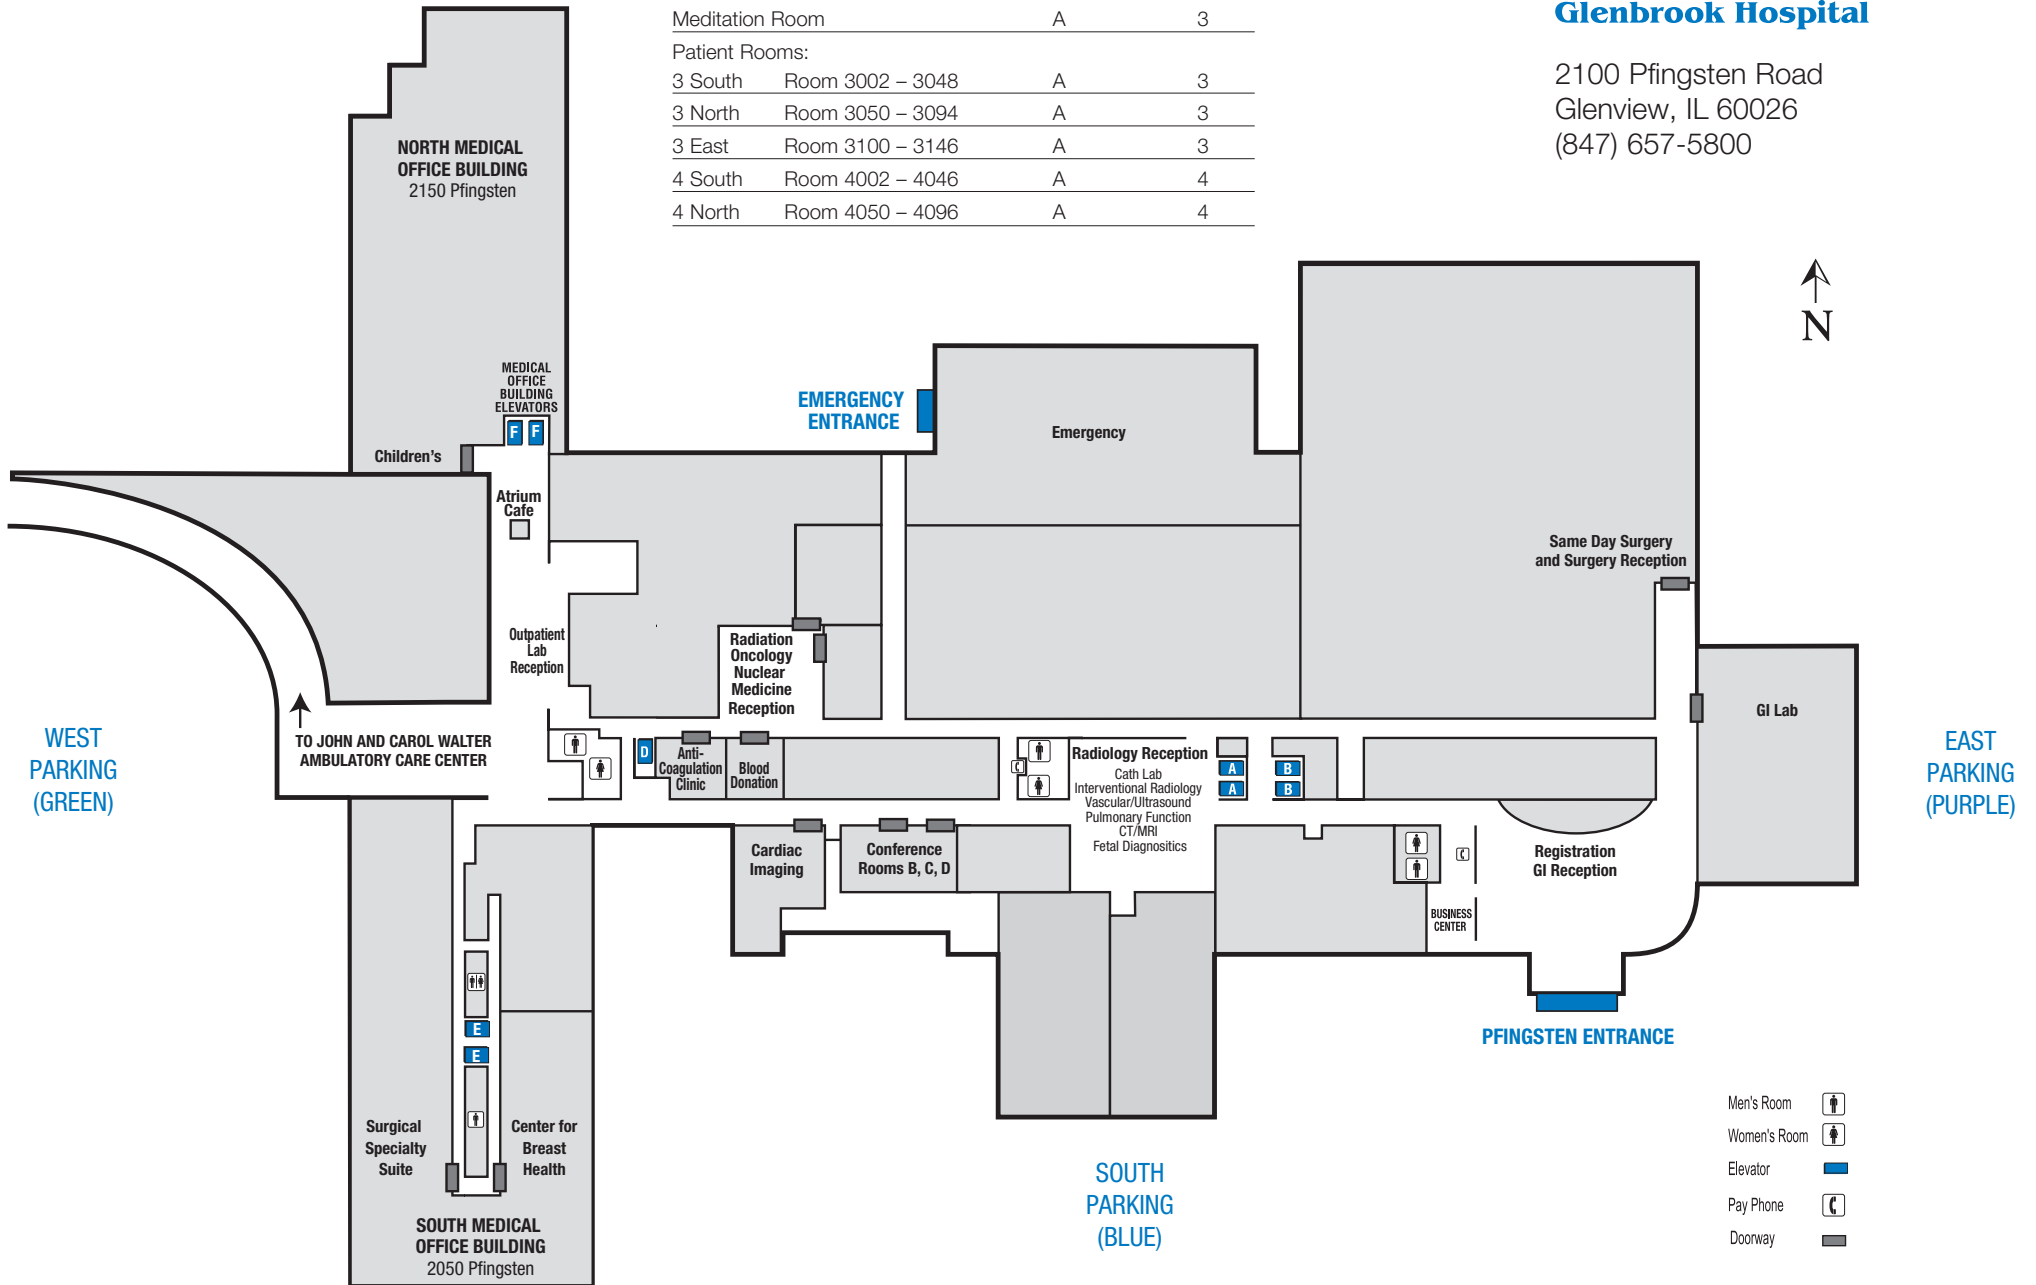 Meditation Room A 3
Patient Rooms:
3 South Room 3002 – 3048 A 3
3 North Room 3050 – 3094 A 3
3 East Room 3100 – 3146 A 3
4 South Room 4002 – 4046 A 4
4 North Room 4050 – 4096 A 4
Glenbrook Hospital
2100 Pfingsten Road
Glenview, IL 60026
(847) 657-5800
N
NORTH MEDICAL
OFFICE BUILDING
2150 Pfingsten
MEDICAL
OFFICE
BUILDING
ELEVATORS
F F
Children's
Atrium
Cafe
EMERGENCY
ENTRANCE
Emergency
Same Day Surgery
and Surgery Reception
Outpatient
Lab
Reception
Radiation
Oncology
Nuclear
Medicine
Reception
GI Lab
WEST
PARKING
(GREEN)
TO JOHN AND CAROL WALTER
AMBULATORY CARE CENTER
D
Anti-
Coagulation
Clinic
Blood
Donation
Radiology Reception
Cath Lab
Interventional Radiology
Vascular/Ultrasound
Pulmonary Function
CT/MRI
Fetal Diagnositics
A
A
B
B
EAST
PARKING
(PURPLE)
Cardiac
Imaging
Conference
Rooms B, C, D
Registration
GI Reception
BUSINESS
CENTER
PFINGSTEN ENTRANCE
E
E
Surgical
Specialty
Suite
Center for
Breast
Health
SOUTH MEDICAL
OFFICE BUILDING
2050 Pfingsten
SOUTH
PARKING
(BLUE)
Men's Room
Women's Room
Elevator
Pay Phone
Doorway